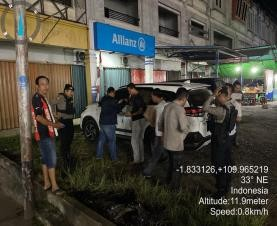 Allianz
-1.833126,+109.965219
33° NE
Indonesia
Altitude:11.9meter
Speed:0.8km/h